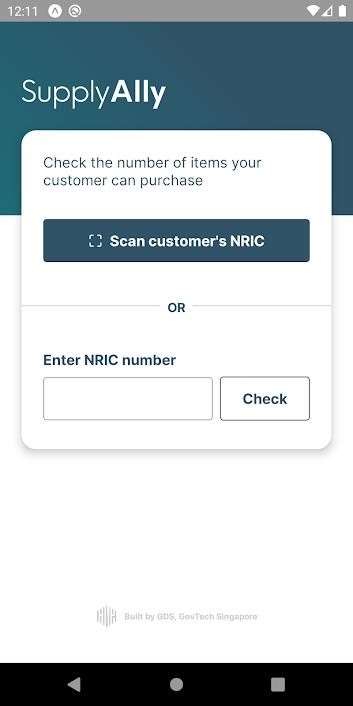 12:11
SupplyAlly
Check the number of items your
customer can purchase
Scan customer's NRIC
OR
Enter NRIC number
Check
Built by GDS, GovTech Singapore